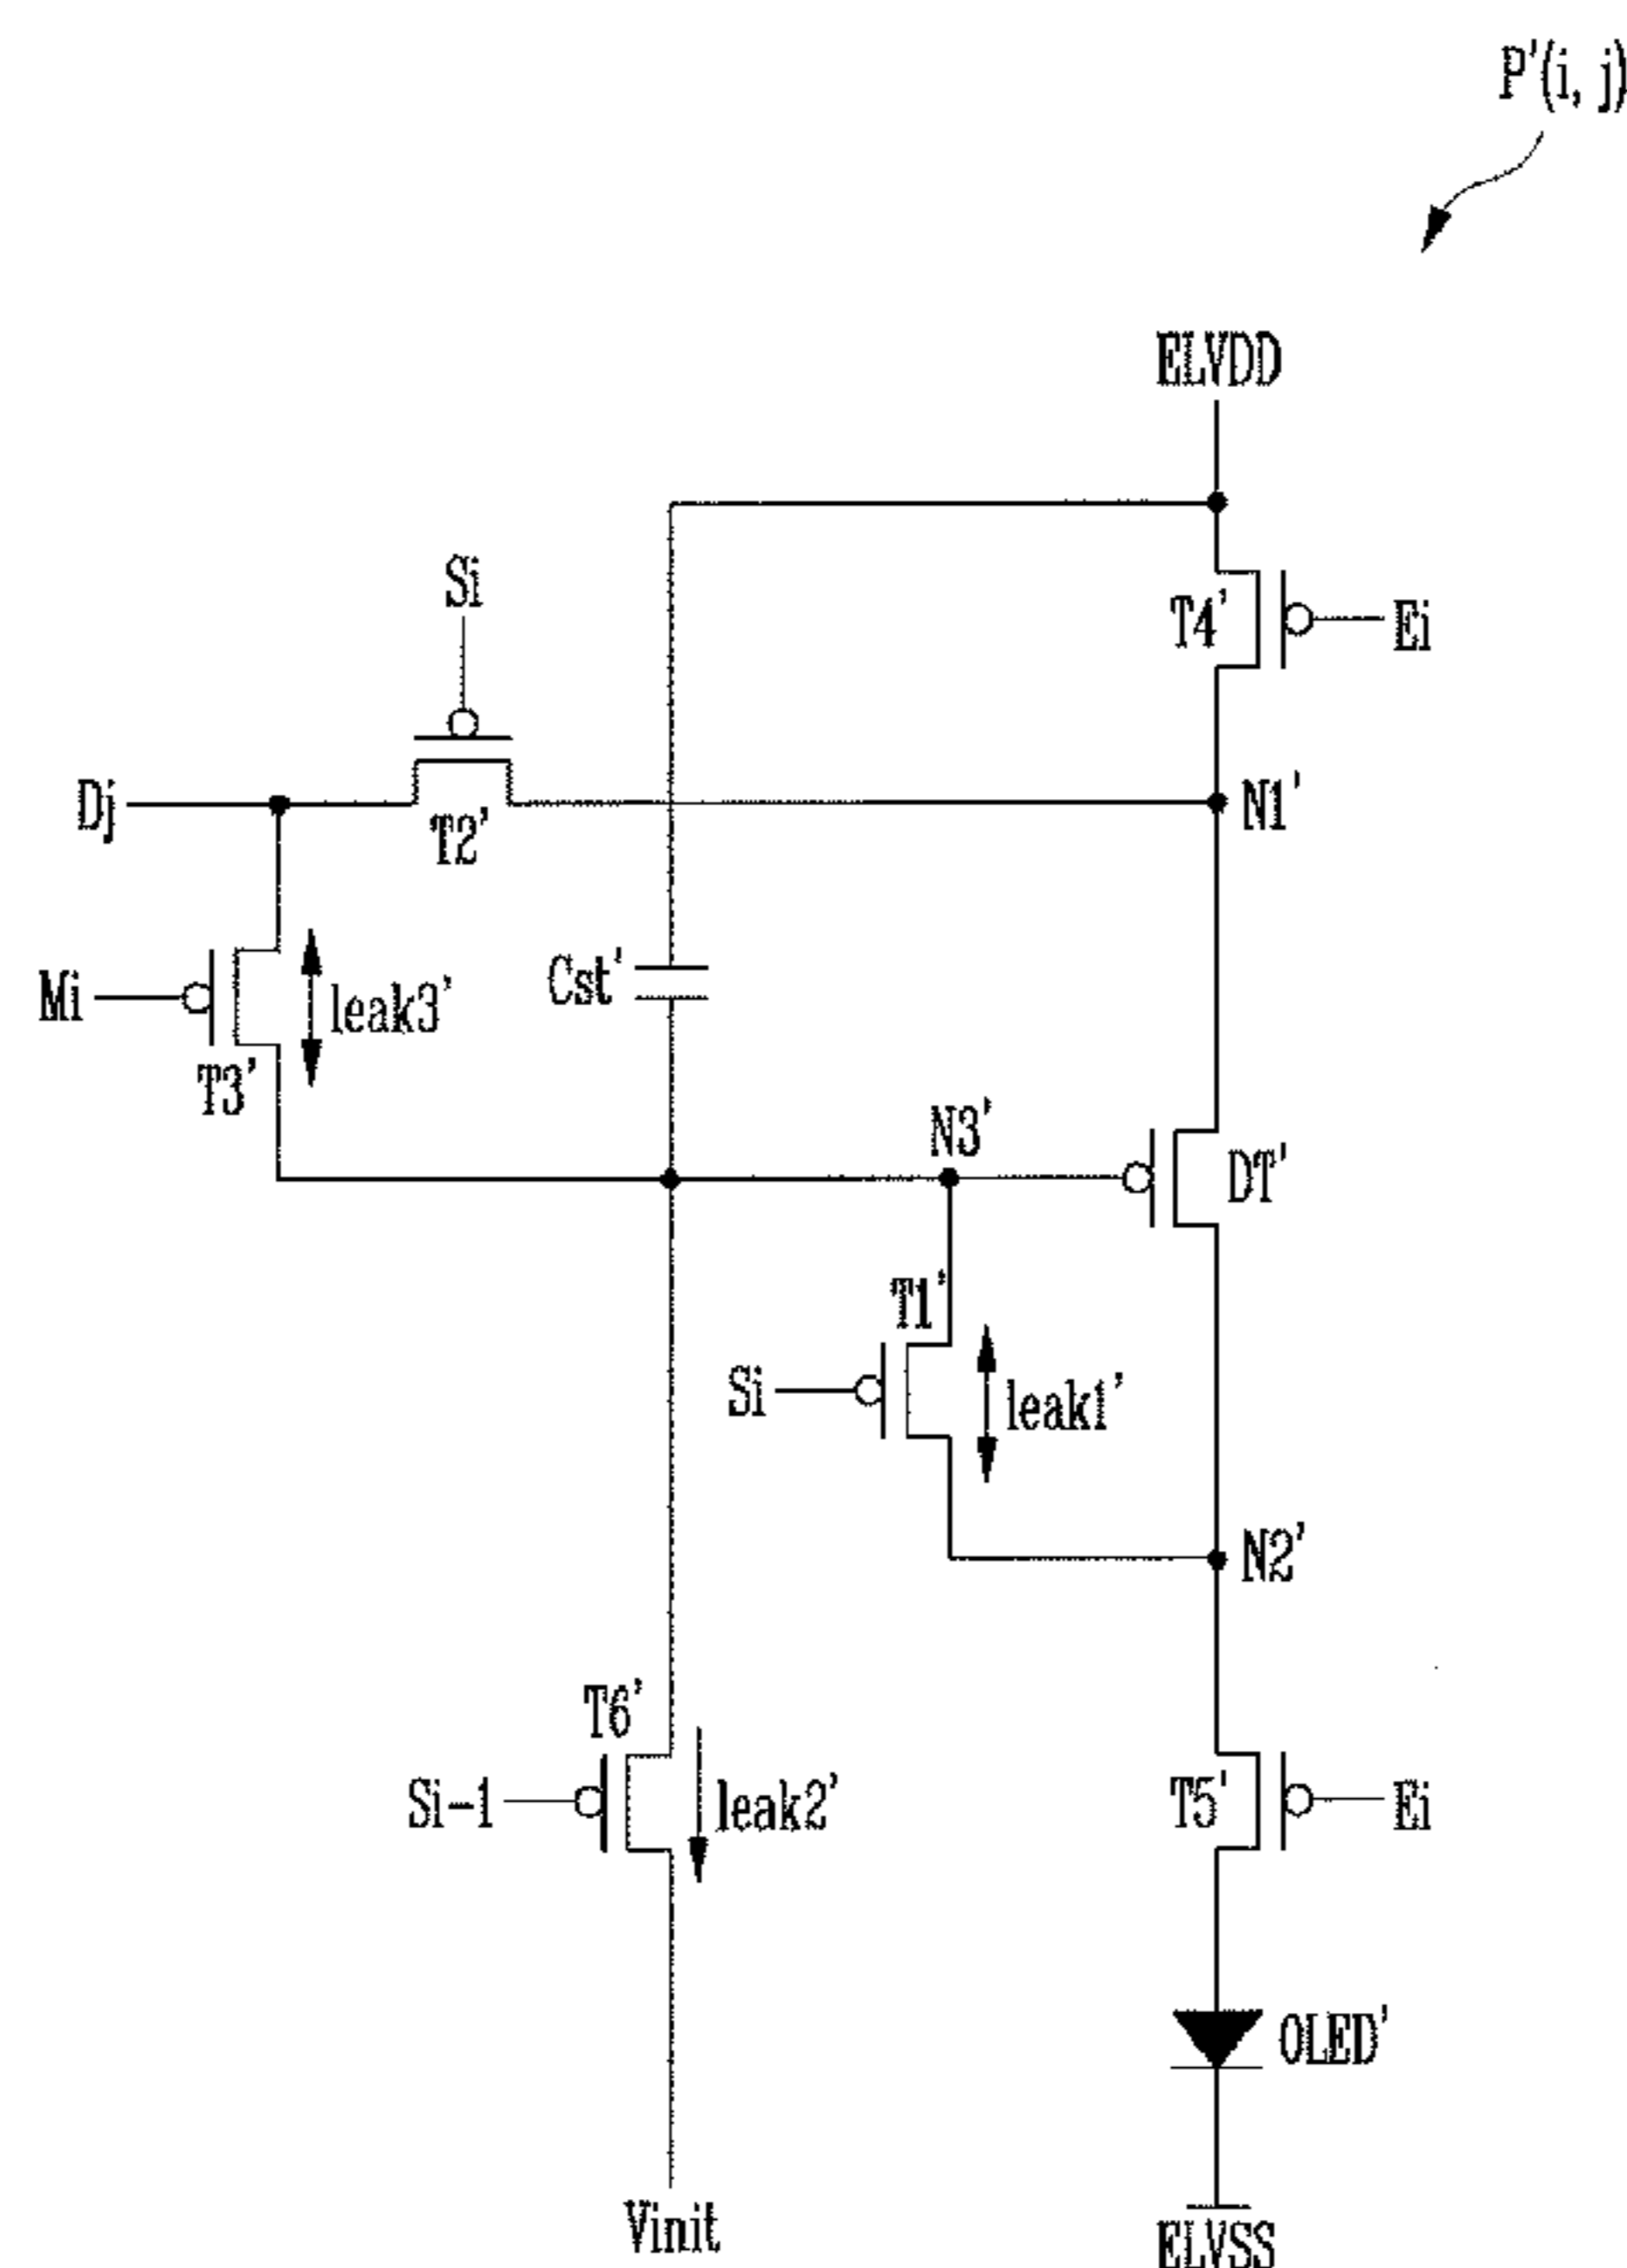 P'(i, j)
ELVDD
Si
T4'
Ei
Dj
T2'
N1'
Mi
T3'
leak3'
Cst'
N3'
DT'
T1'
Si
leak1'
N2'
T6'
Si-1
leak2'
T5'
Ei
OLED'
Vinit
ELVSS